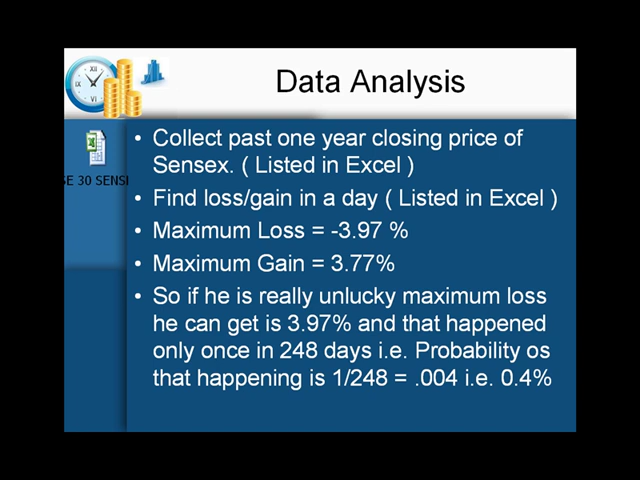 Data Analysis
SE 30 SENSI
• Collect past one year closing price of
Sensex. ( Listed in Excel )
• Find loss/gain in a day ( Listed in Excel )
• Maximum Loss = -3.97 %
• Maximum Gain = 3.77%
• So if he is really unlucky maximum loss
he can get is 3.97% and that happened
only once in 248 days i.e. Probability os
that happening is 1/248 = .004 i.e. 0.4%